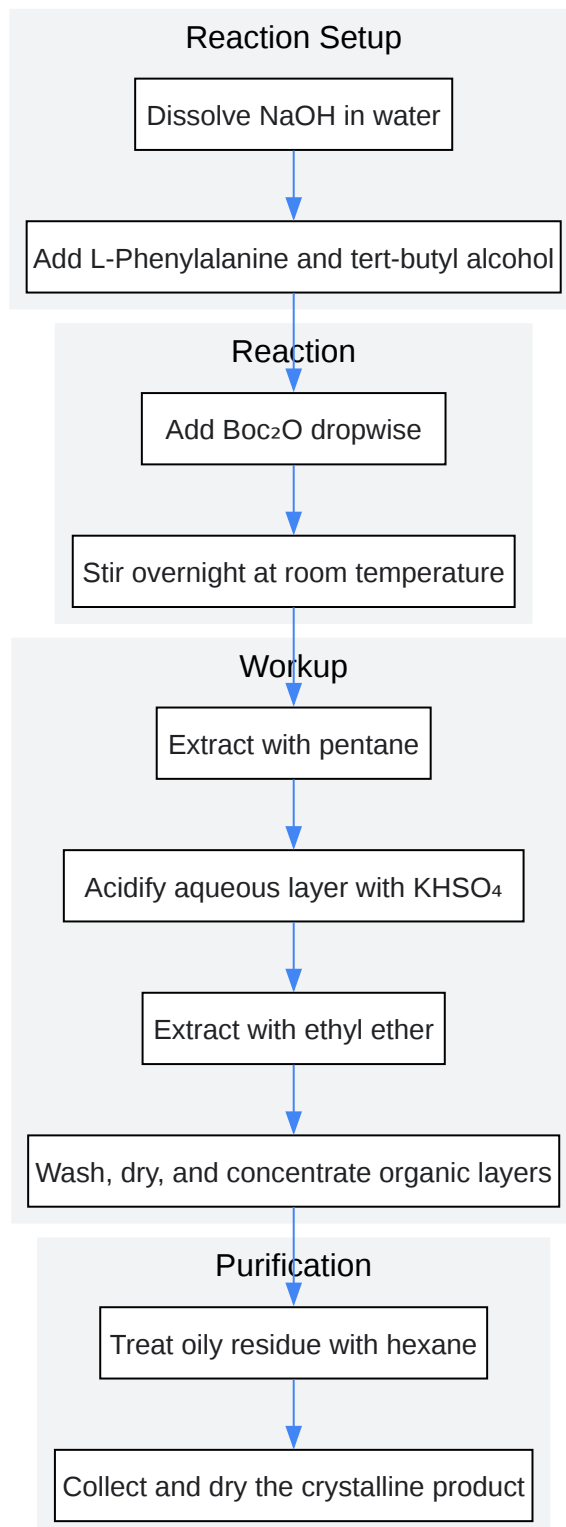 Reaction Setup
Dissolve NaOH in water
Add L-Phenylalanine and tert-butyl alcohol
Reaction
Add Boc₂O dropwise
Stir overnight at room temperature
Workup
Extract with pentane
Acidify aqueous layer with KHSO₄
Extract with ethyl ether
Wash, dry, and concentrate organic layers
Purification
Treat oily residue with hexane
Collect and dry the crystalline product